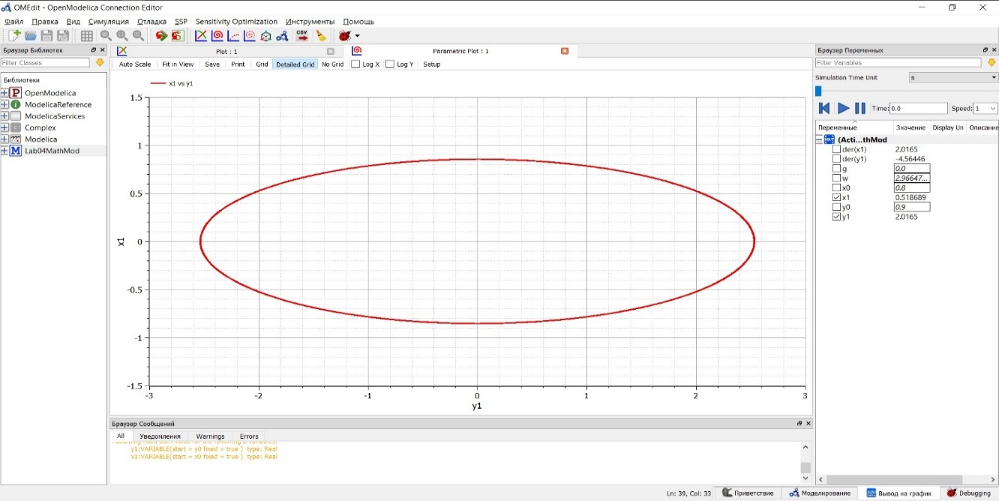 OMEdit - OpenModelica Connection Editor
Файл Правка Вид Симуляция Отладка SSP Sensitivity Optimization Инструменты Помощь
CSV
Браузер Библиотек
Filter Classes
Библиотеки
P OpenModelica
i ModelicaReference
ModelicaServices
C Complex
Modelica
M Lab04MathMod
Plot : 1
Parametric Plot : 1
Auto Scale Fit in View Save Print Grid Detailed Grid No Grid Log X Log Y Setup
x1 vs y1
1.5
1
0.5
0
-0.5
-1
-1.5
x1
-3 -2 -1 0 1 2 3
y1
Браузер Сообщений
All Уведомления Warnings Errors
y1:VARIABLE(start = y0 fixed = true ) type: Real
x1:VARIABLE(start = x0 fixed = true ) type: Real
Браузер Переменных
Filter Variables
Simulation Time Unit s
Time: 0.0 Speed: 1
Переменные Значение Display Un Описание
MAT (Acti...thMod
der(x1) 2.0165
der(y1) -4.56446
g 0.0
w 2.96647...
x0 0.8
x1 0.518689
y0 0.9
y1 2.0165
Ln: 39, Col: 33 Приветствие Моделирование Вывод на график Debugging